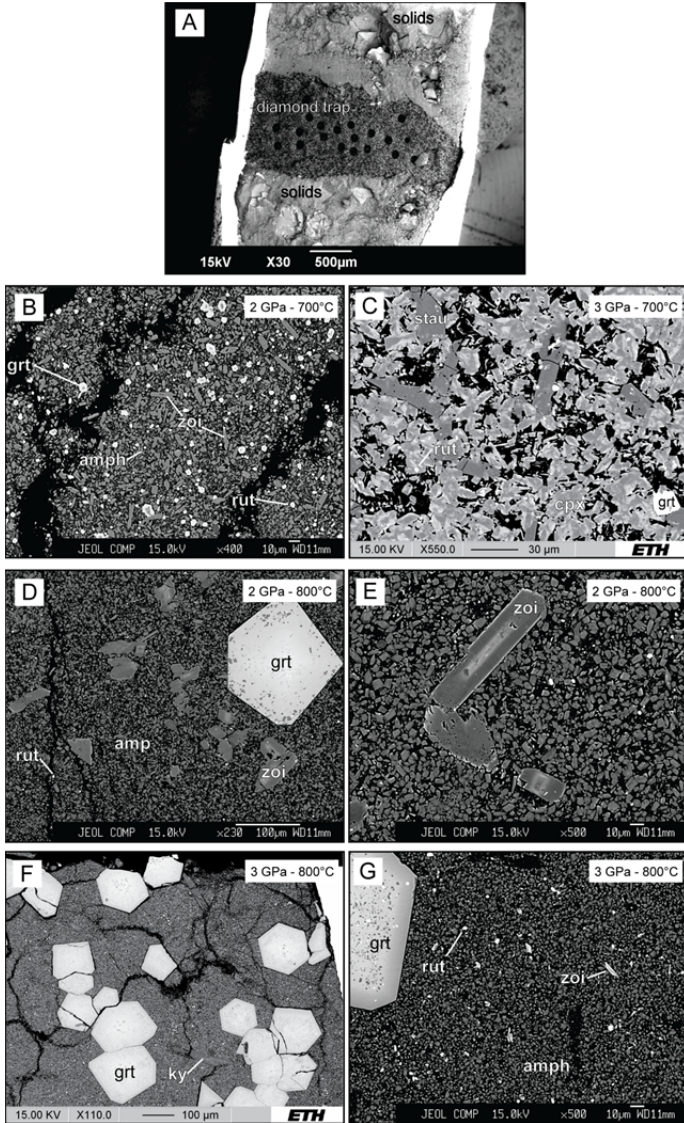 A
solids
diamond trap
solids
15kV X30 500µm
B
2 GPa - 700°C
grt
zoi
amph
rut
JEOL COMP 15.0kV ×400 10µm WD11mm
C
3 GPa -700°C
stau
rut
cpx
grt
15.00 KV X550.0 30 µm ETH
D
2 GPa - 800°C
grt
amp
rut
zoi
JEOL COMP 15.0kV ×230 100µm WD11mm
E
2 GPa - 800°C
zoi
JEOL COMP 15.0kV ×500 10µm WD11mm
F
3 GPa - 800°C
grt
ky
15.00 KV X110.0 100 µm ETH
G
3 GPa - 800°C
grt
rut
zoi
amph
JEOL COMP 15.0kV ×500 10µm WD11mm